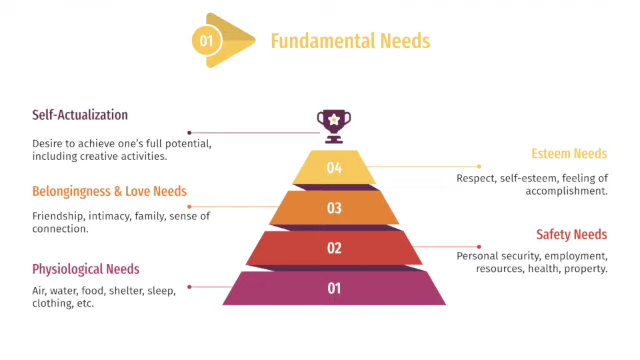 01
Fundamental Needs
Self-Actualization
Desire to achieve one's full potential,
including creative activities.
04
Esteem Needs
Respect, self-esteem, feeling of
accomplishment.
Belongingness & Love Needs
Friendship, intimacy, family, sense of
connection.
03
02
Safety Needs
Personal security, employment,
resources, health, property.
Physiological Needs
Air, water, food, shelter, sleep,
clothing, etc.
01